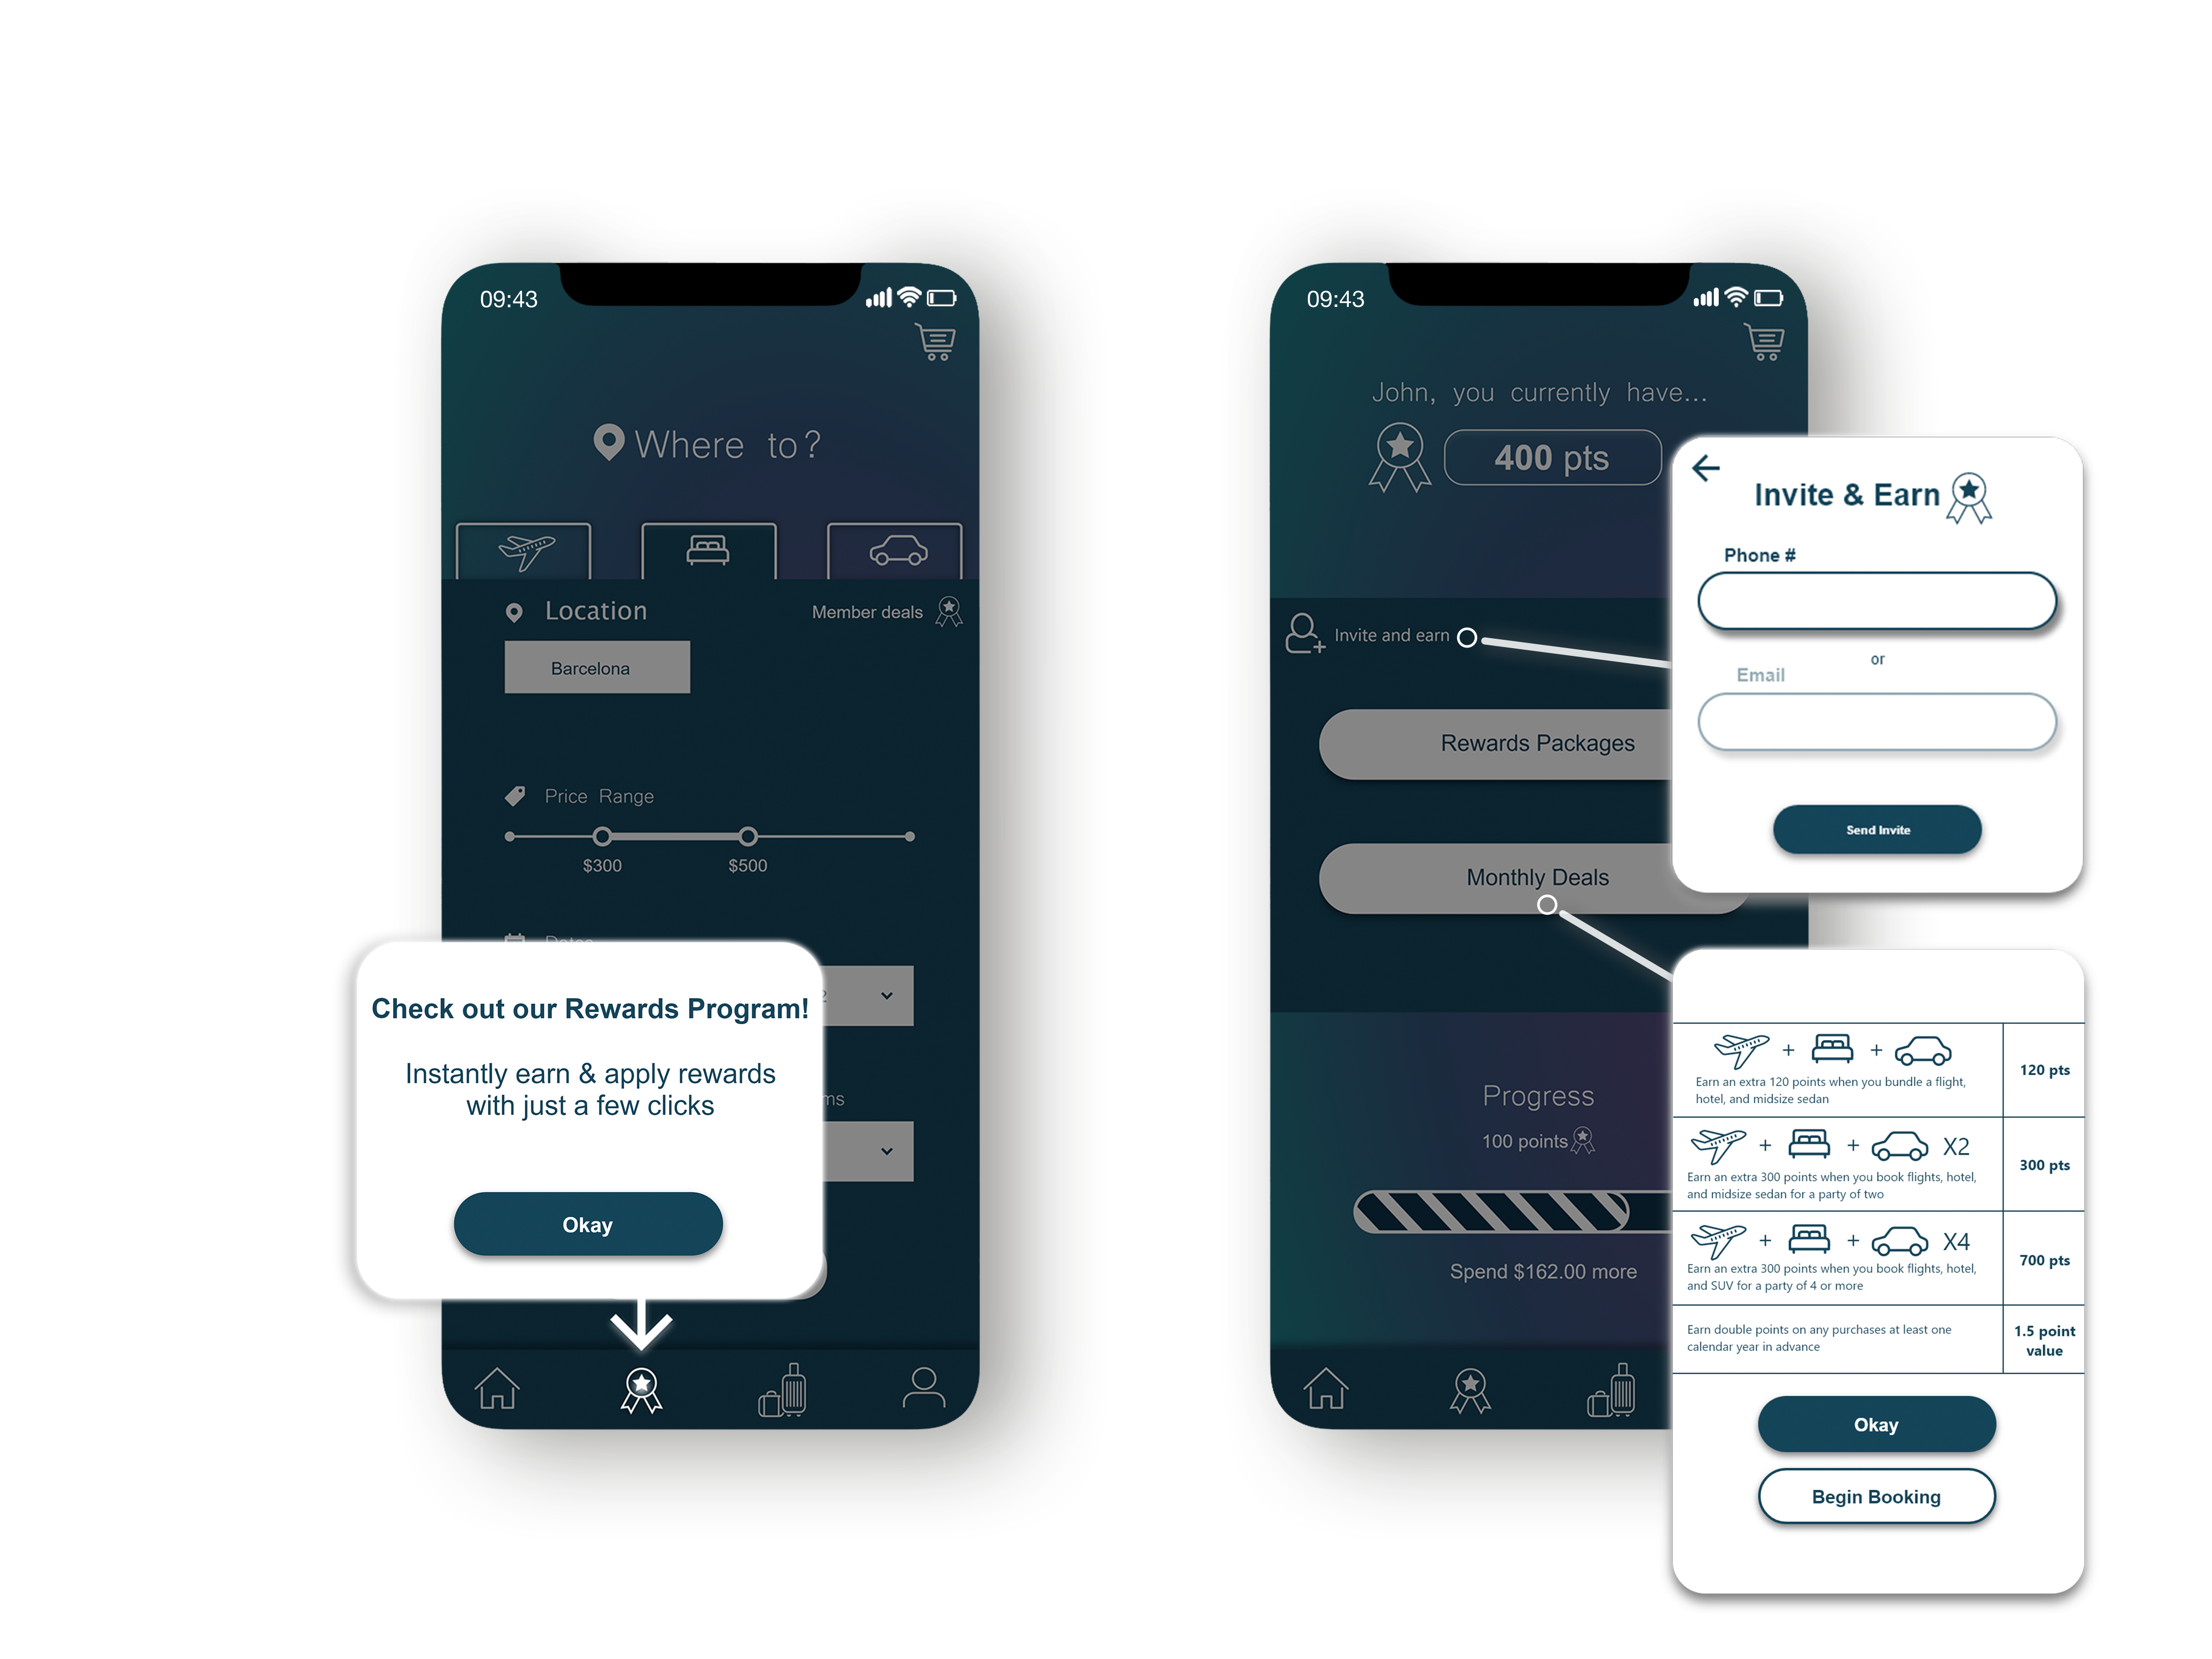 09:43
Where to?
Location
Member deals
Barcelona
Price Range
$300
$500
Check out our Rewards Program!
Instantly earn & apply rewards
with just a few clicks
Okay
09:43
John, you currently have...
400 pts
Invite and earn
Rewards Packages
Monthly Deals
Progress
100 points
Spend $162.00 more
Invite & Earn
Phone #
or
Email
Send Invite
+ +
Earn an extra 120 points when you bundle a flight,
hotel, and midsize sedan
120 pts
+ + X2
Earn an extra 300 points when you book flights, hotel,
and midsize sedan for a party of two
300 pts
+ + X4
Earn an extra 300 points when you book flights, hotel,
and SUV for a party of 4 or more
700 pts
Earn double points on any purchases at least one
calendar year in advance
1.5 point
value
Okay
Begin Booking